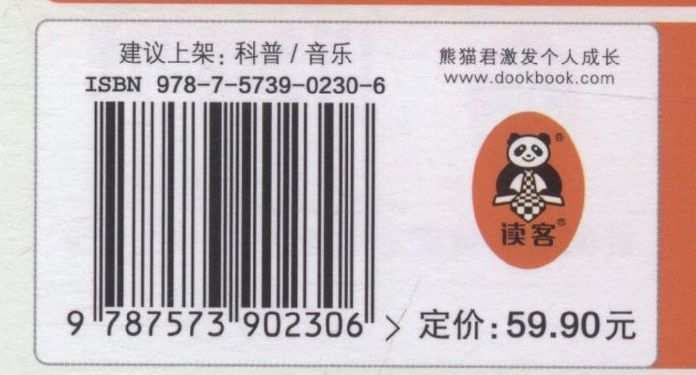 建议上架：科普 / 音乐
ISBN 978-7-5739-0230-6
9 787573 902306 >
熊猫君激发个人成长
www.dookbook.com
读客®
定价：59.90元